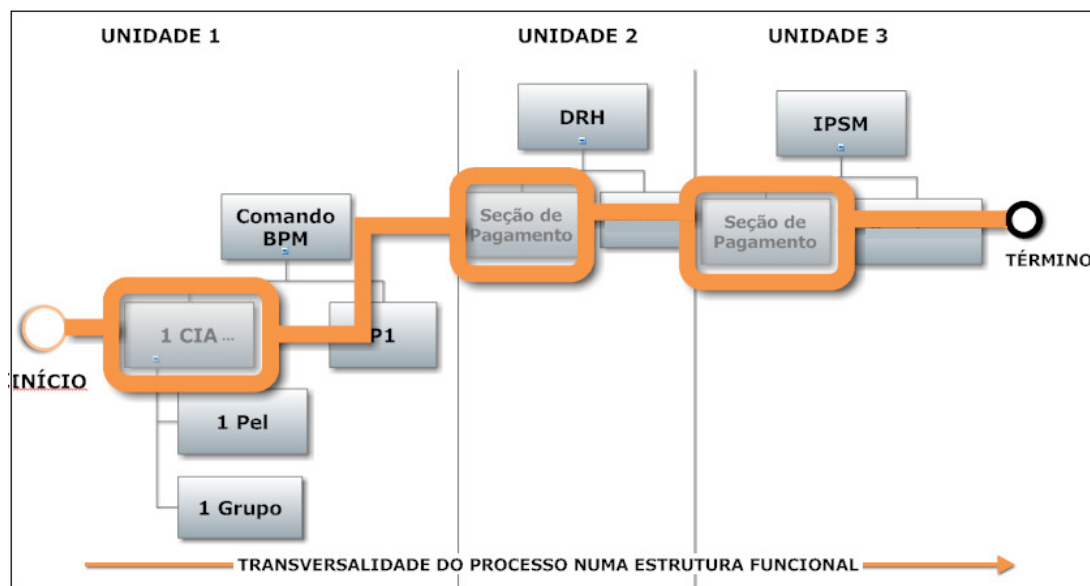 UNIDADE 1
UNIDADE 2
UNIDADE 3
DRH
IPSM
Comando
BPM
Seção de
Pagamento
Seção de
Pagamento
TÉRMINO
1 CIA ...
P1
INÍCIO
1 Pel
1 Grupo
TRANSVERSALIDADE DO PROCESSO NUMA ESTRUTURA FUNCIONAL